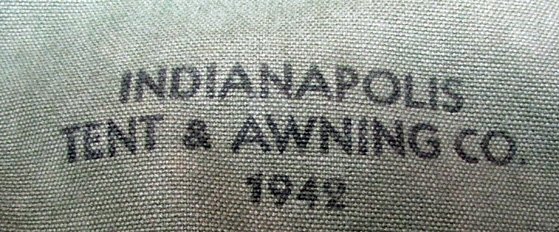 INDIANAPOLIS
TENT & AWNING CO.
1942